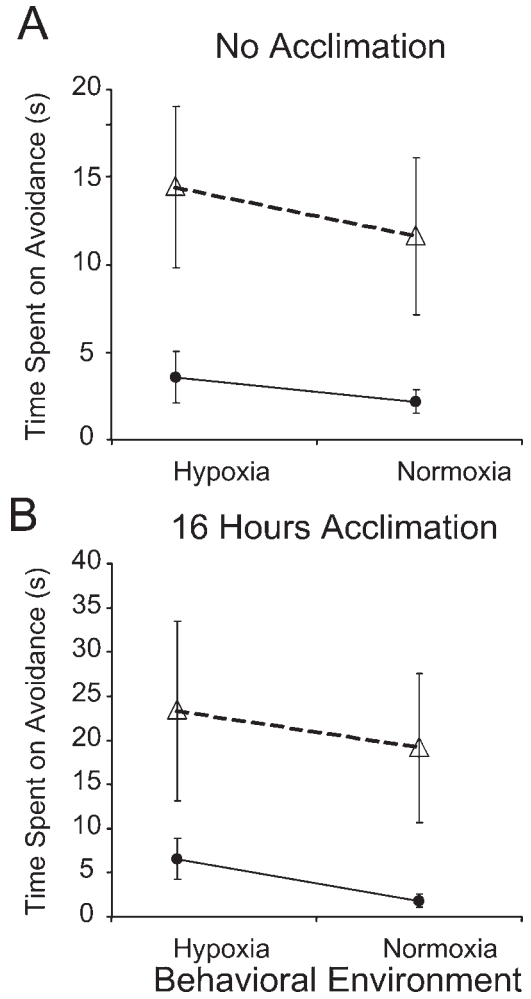 A
No Acclimation
Time Spent on Avoidance (s)
20
15
10
5
0
Hypoxia Normoxia
B
16 Hours Acclimation
Time Spent on Avoidance (s)
40
35
30
25
20
15
10
5
0
Hypoxia Normoxia
Behavioral Environment